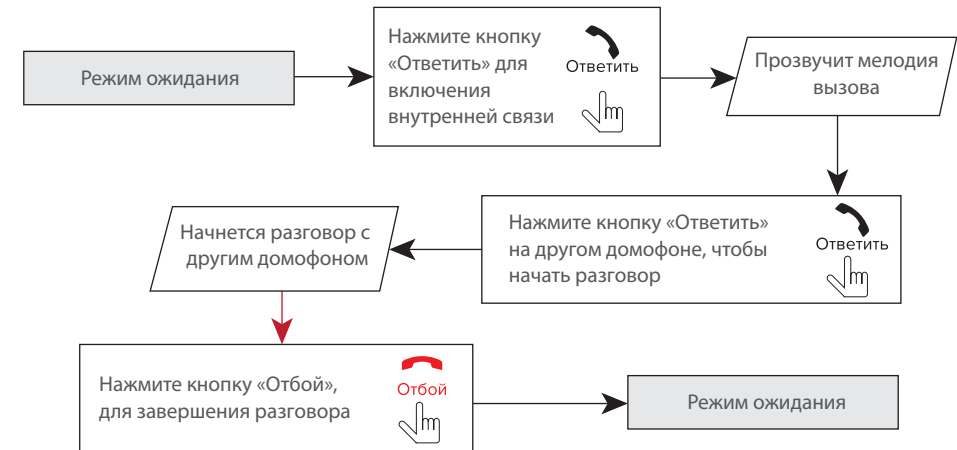 Режим ожидания
Нажмите кнопку
«Ответить» для
включения
внутренней связи
Ответить
Прозвучит мелодия
вызова
Нажмите кнопку «Ответить»
на другом домофоне, чтобы
начать разговор
Ответить
Начнется разговор с
другим домофоном
Нажмите кнопку «Отбой»,
для завершения разговора
Отбой
Режим ожидания